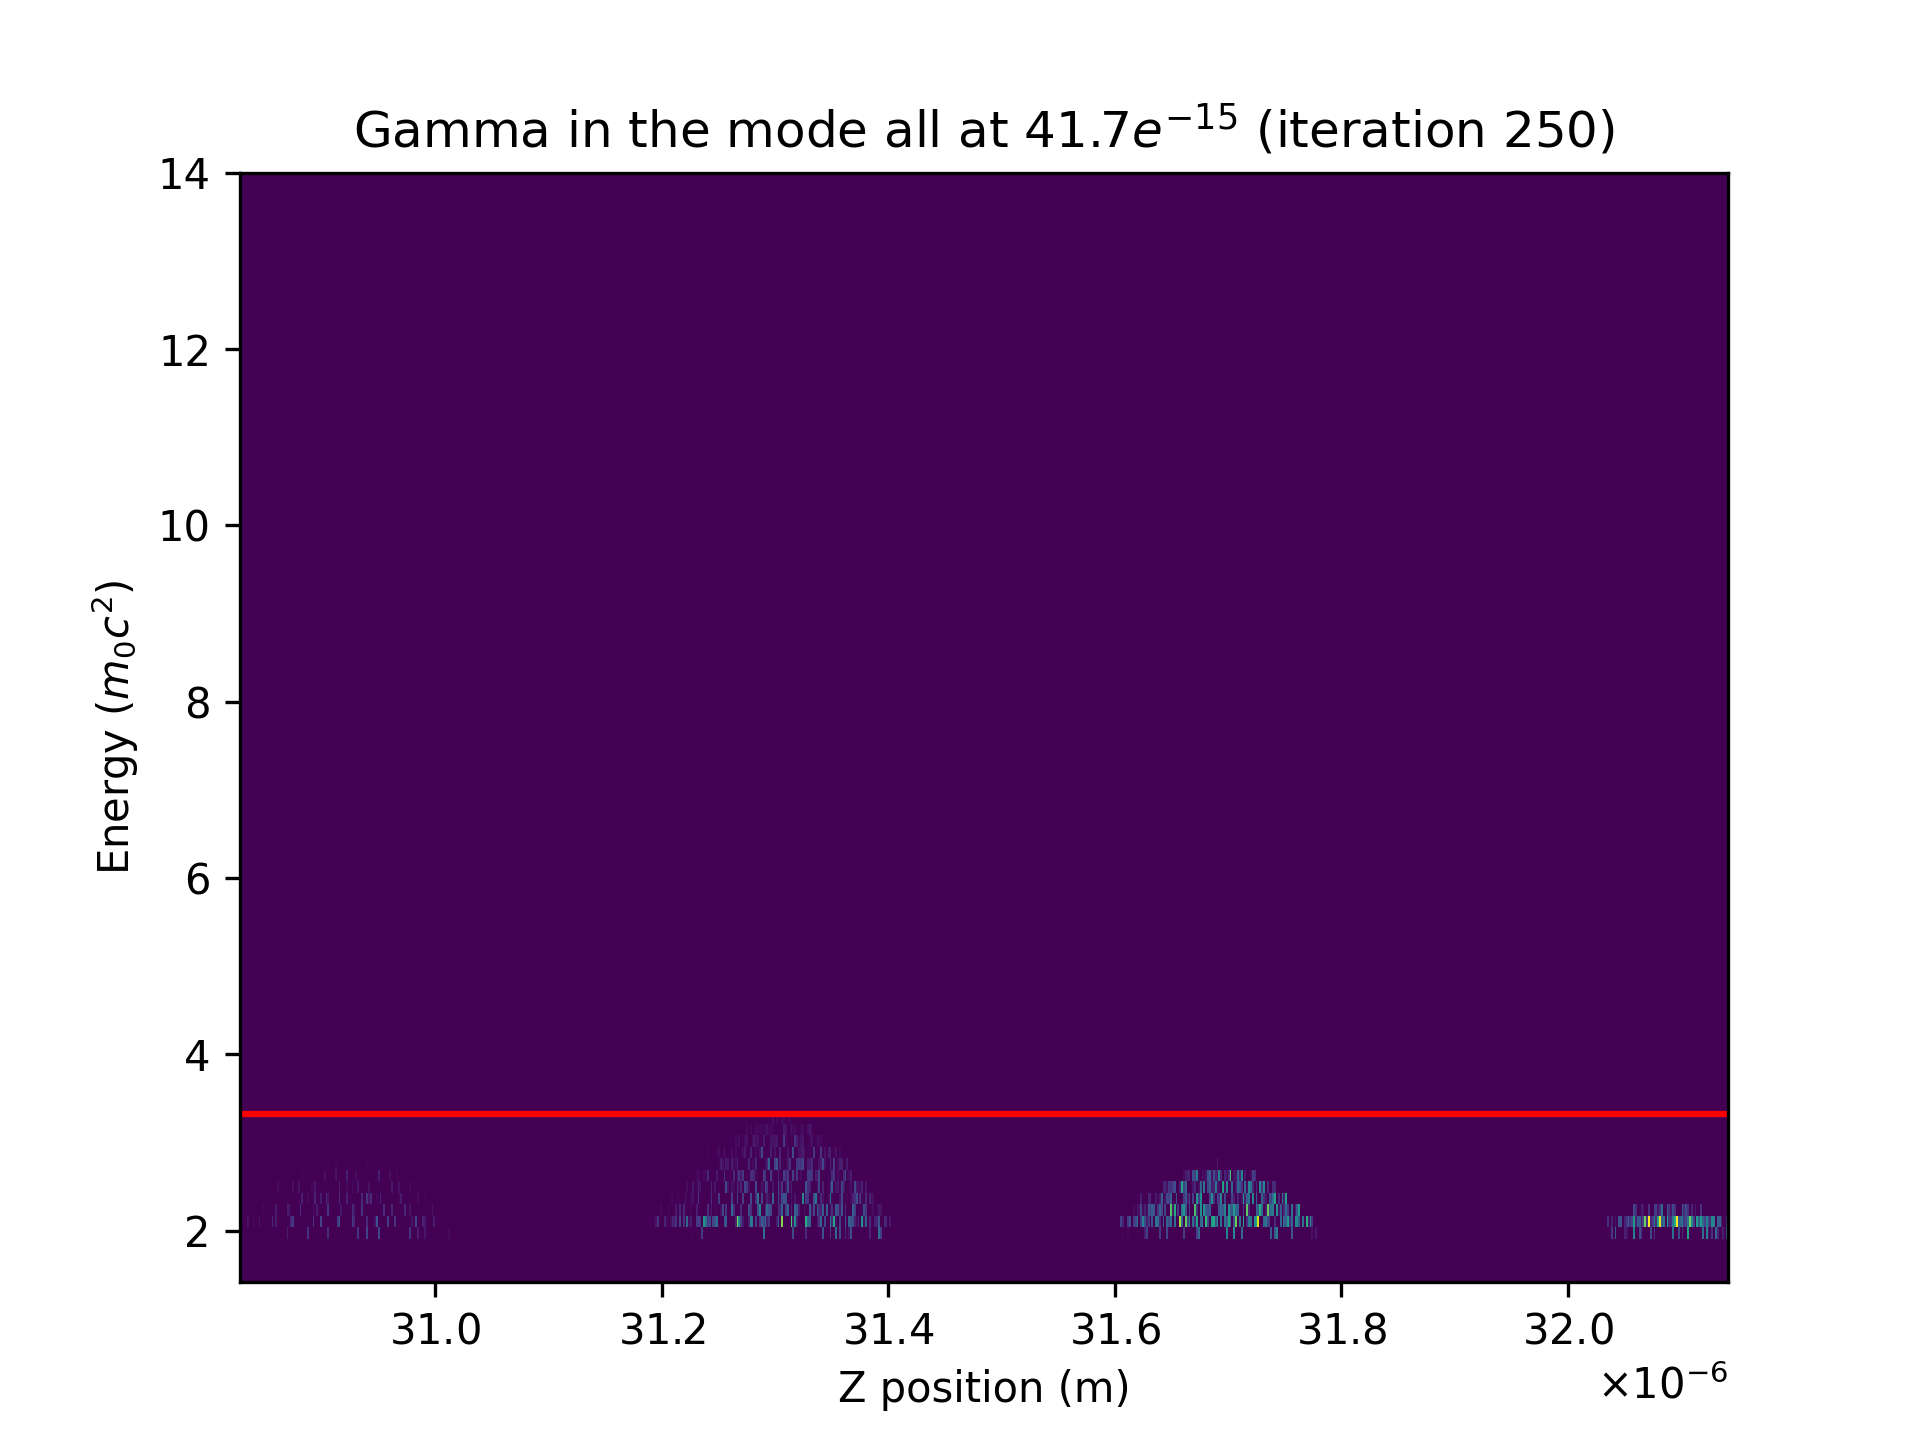 Gamma in the mode all at 41.7e⁻¹⁵ (iteration 250)
14
12
10
8
6
4
2
Energy (m₀c²)
31.0 31.2 31.4 31.6 31.8 32.0
Z position (m)
×10⁻⁶